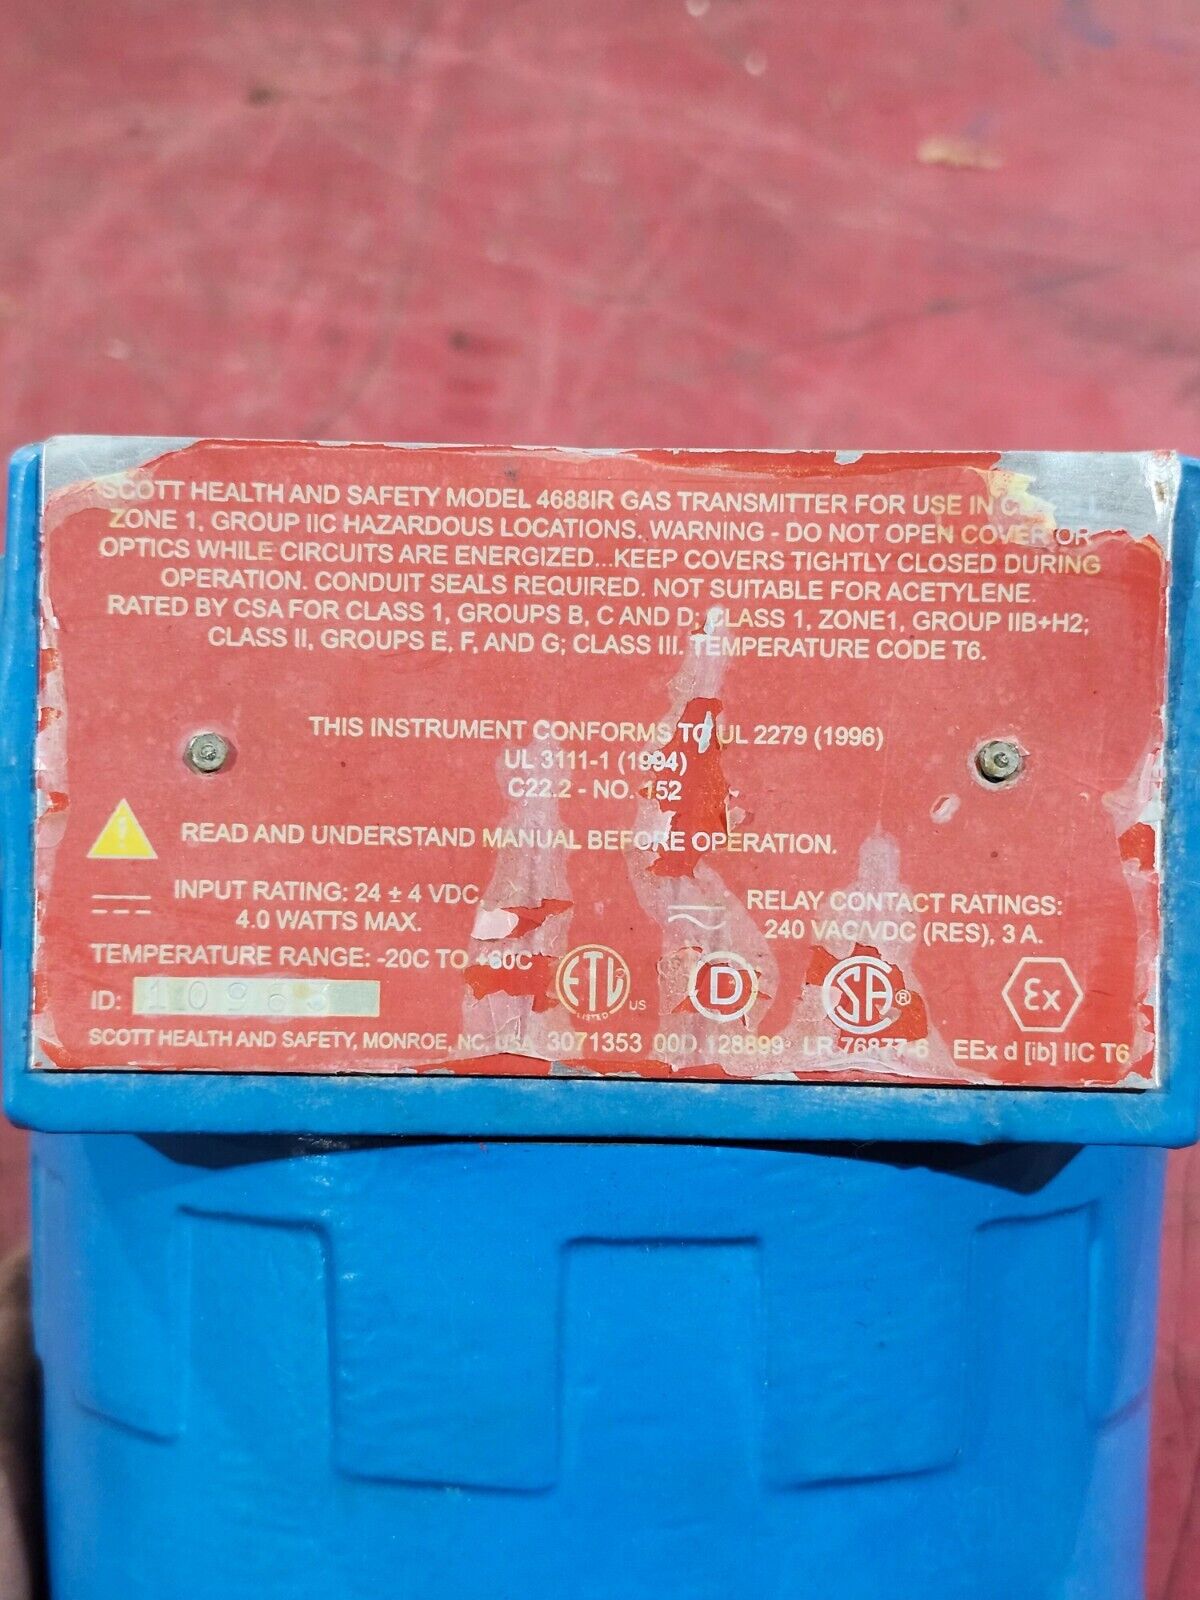 SCOTT HEALTH AND SAFETY MODEL 4688IR GAS TRANSMITTER FOR USE IN
ZONE 1, GROUP IIC HAZARDOUS LOCATIONS. WARNING - DO NOT OPEN COVER OR
OPTICS WHILE CIRCUITS ARE ENERGIZED...KEEP COVERS TIGHTLY CLOSED DURING
OPERATION. CONDUIT SEALS REQUIRED. NOT SUITABLE FOR ACETYLENE.
RATED BY CSA FOR CLASS 1, GROUPS B, C AND D; CLASS 1, ZONE1, GROUP IIB+H2;
CLASS II, GROUPS E, F, AND G; CLASS III. TEMPERATURE CODE T6.
THIS INSTRUMENT CONFORMS TO UL 2279 (1996)
UL 3111-1 (1994)
C22.2 - NO. 152
! READ AND UNDERSTAND MANUAL BEFORE OPERATION.
INPUT RATING: 24 ± 4 VDC,
4.0 WATTS MAX.
RELAY CONTACT RATINGS:
240 VAC/VDC (RES), 3 A.
TEMPERATURE RANGE: -20C TO +60C
ID: 10963
ETL US
LISTED
D
SA®
Ex
SCOTT HEALTH AND SAFETY, MONROE, NC, USA 3071353 00D.128899 LR 76877-6 EEx d [ib] IIC T6